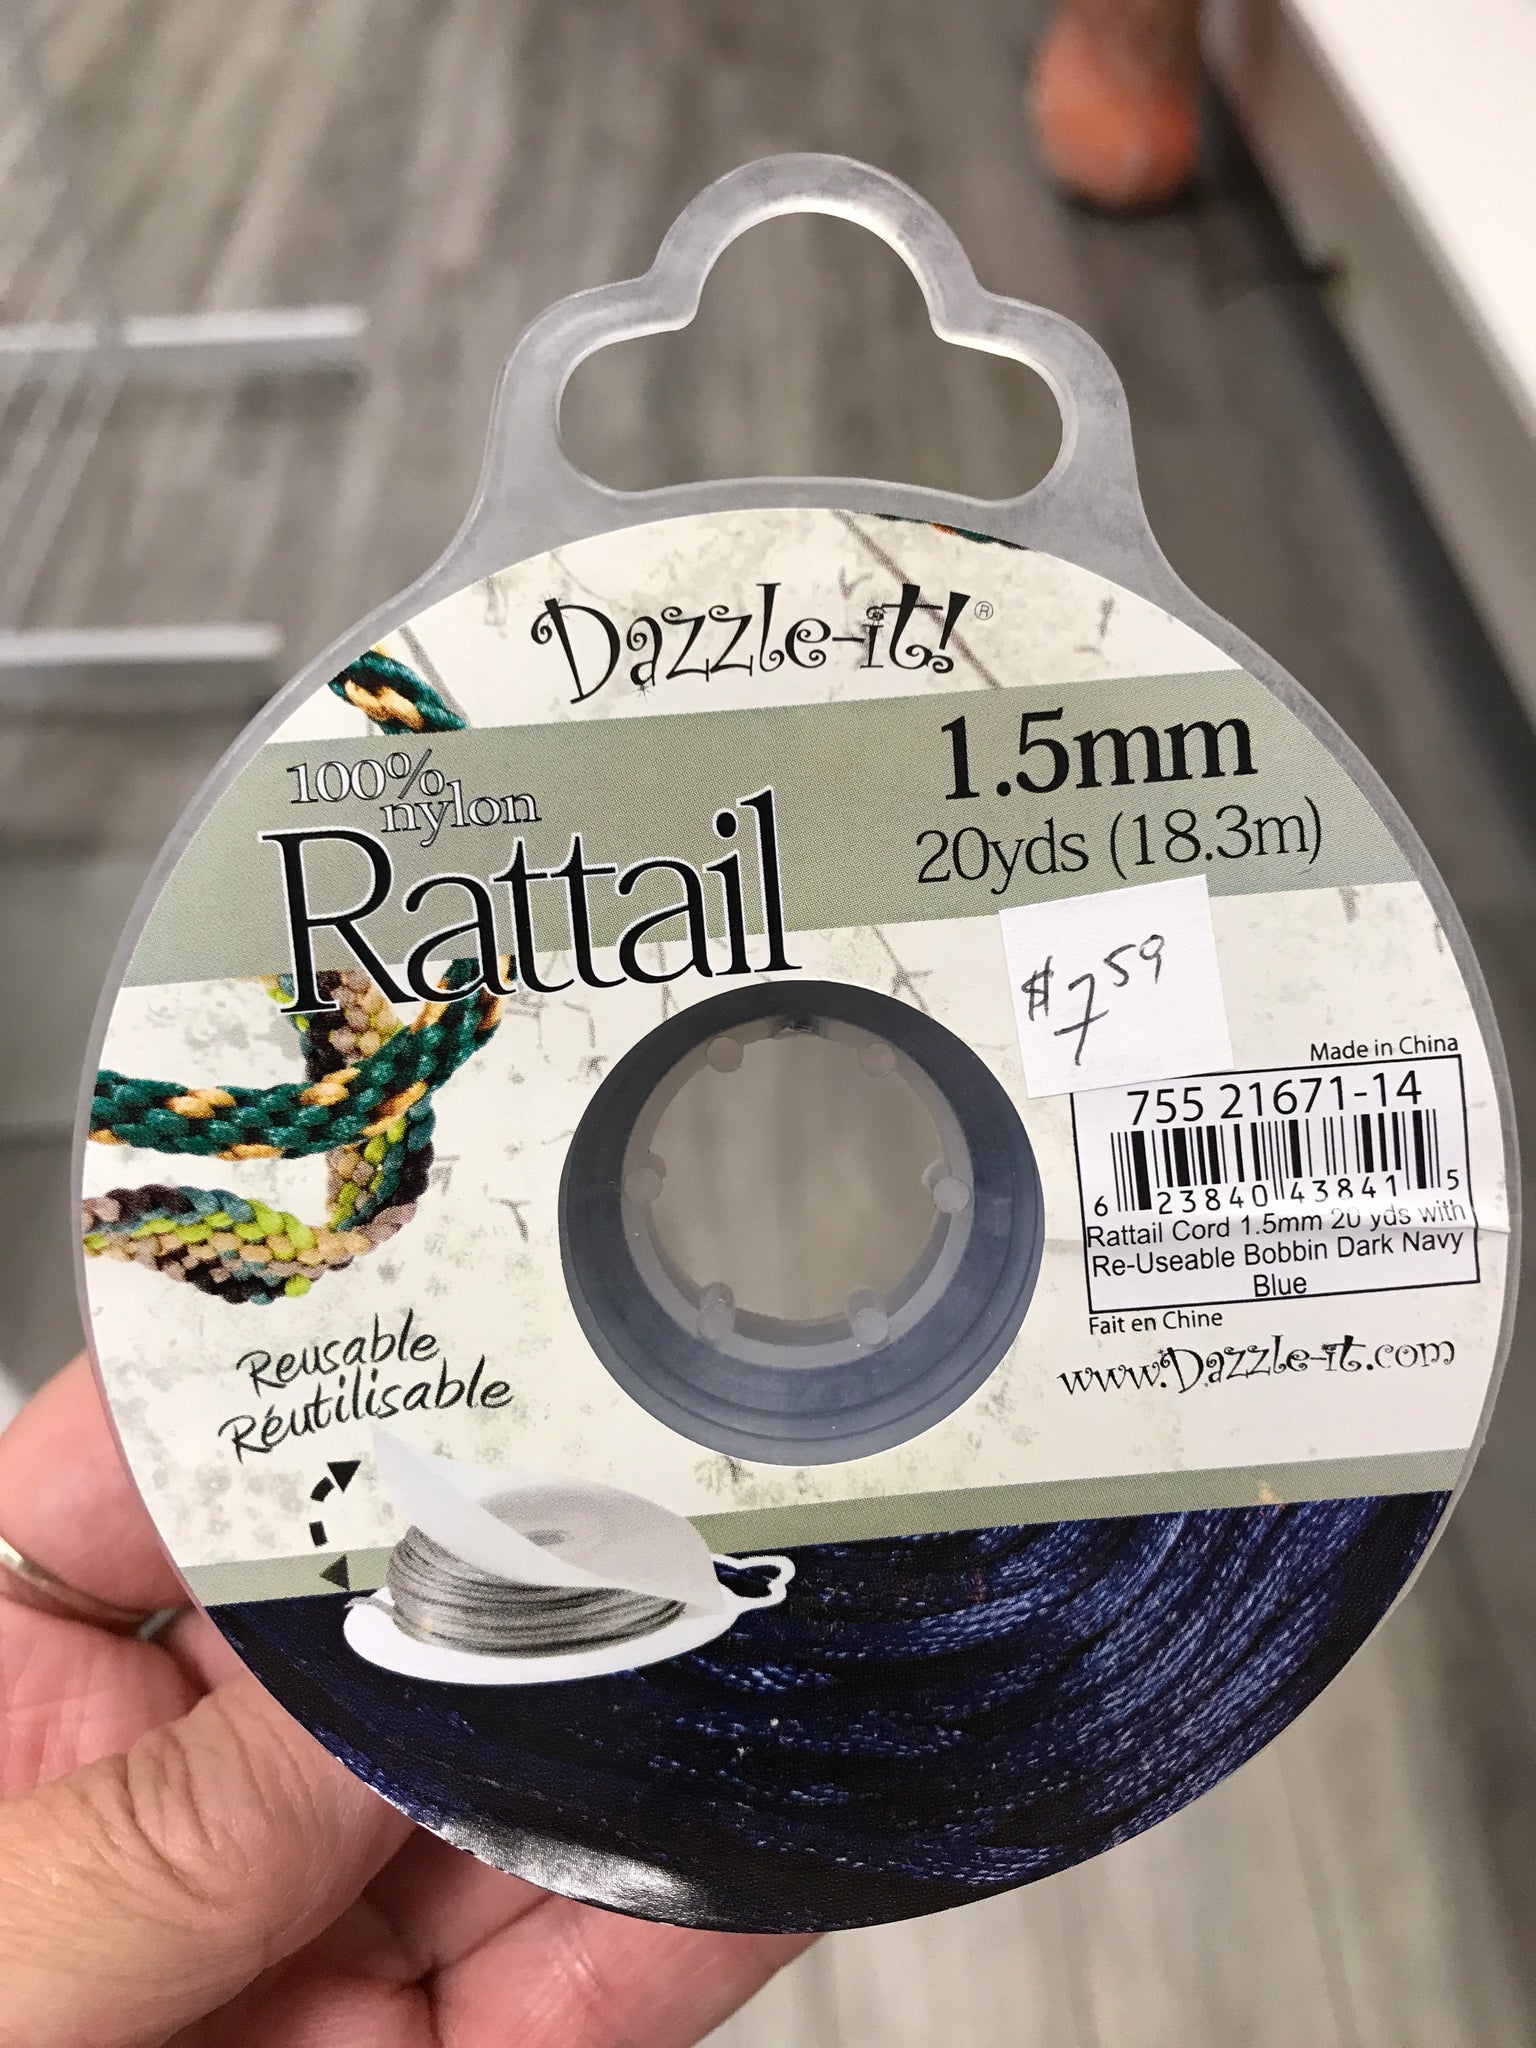 Dazzle-it!®
100%
nylon
Rattail
1.5mm
20yds (18.3m)
$7 59
Made in China
755 21671-14
6 23840 43841 5
Rattail Cord 1.5mm 20 yds with
Re-Useable Bobbin Dark Navy
Blue
Fait en Chine
www.Dazzle-it.com
Reusable
Réutilisable